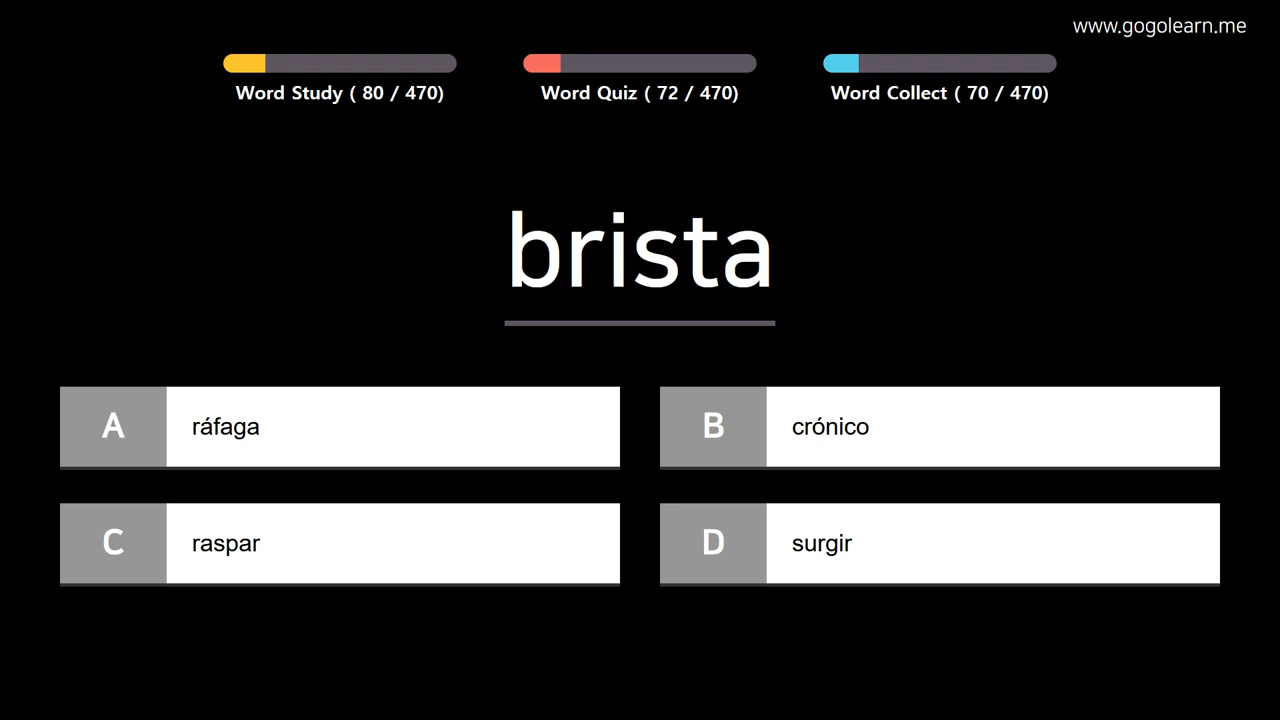 www.gogolearn.me
Word Study ( 80 / 470)
Word Quiz ( 72 / 470)
Word Collect ( 70 / 470)
brista
A ráfaga
B crónico
C raspar
D surgir